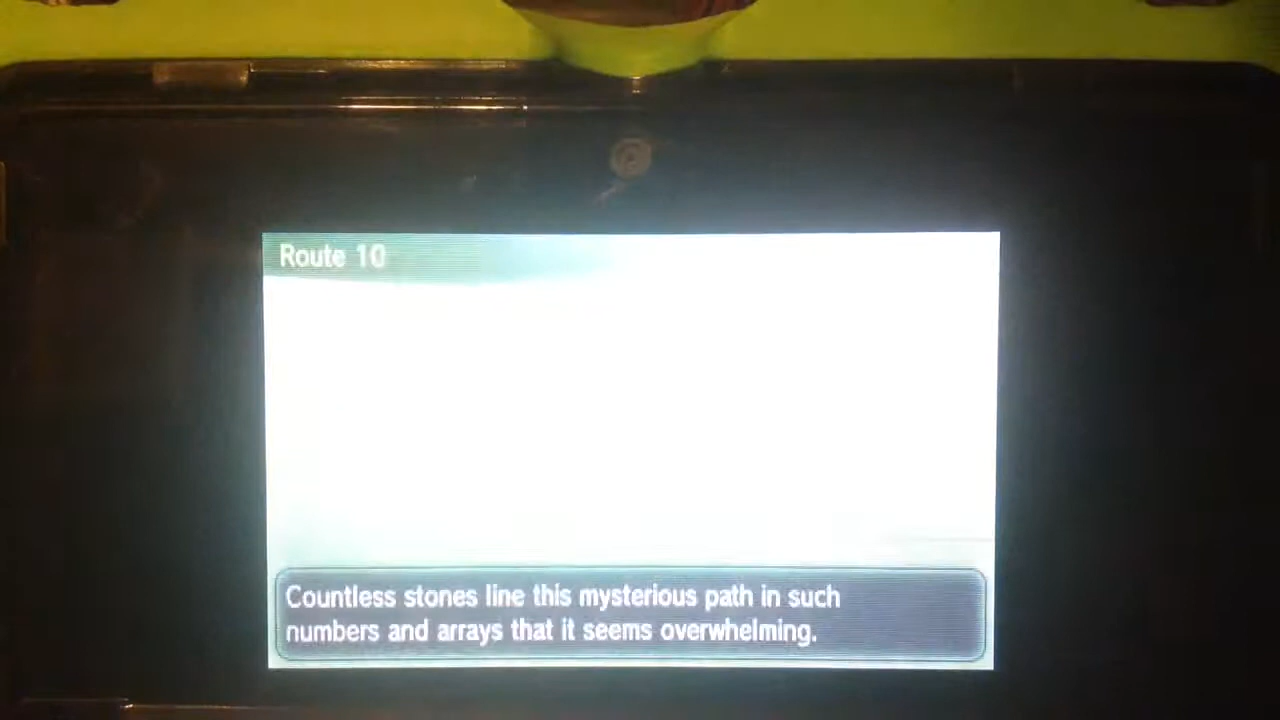 Route 10
Countless stones line this mysterious path in such
numbers and arrays that it seems overwhelming.